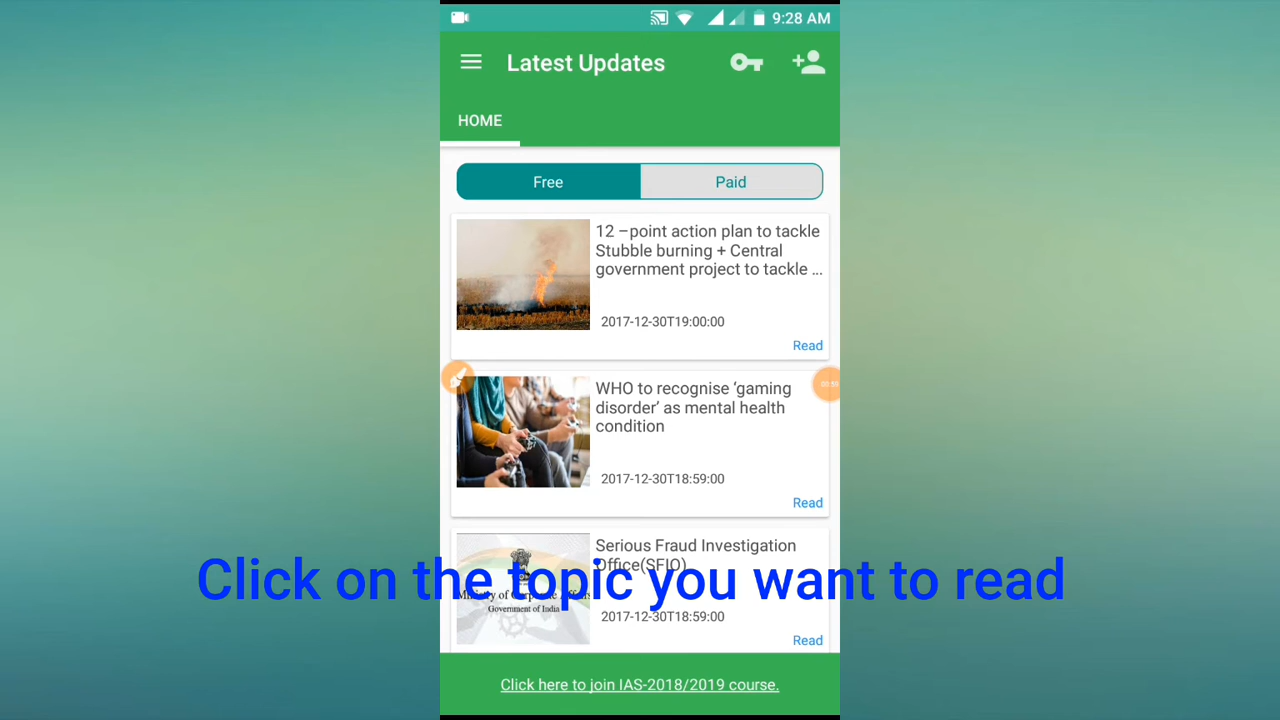 9:28 AM
Latest Updates
HOME
Free
Paid
12 –point action plan to tackle
Stubble burning + Central
government project to tackle ...
2017-12-30T19:00:00
Read
WHO to recognise ‘gaming
disorder’ as mental health
condition
2017-12-30T18:59:00
Read
Serious Fraud Investigation
Office(SFIO)
Click on the topic you want to read
Government of India
2017-12-30T18:59:00
Read
Click here to join IAS-2018/2019 course.